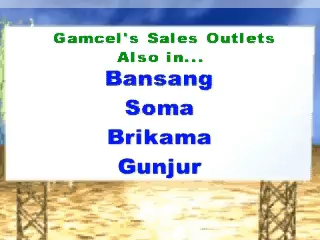 Gamcel's Sales Outlets
Also in...
Bansang
Soma
Brikama
Gunjur